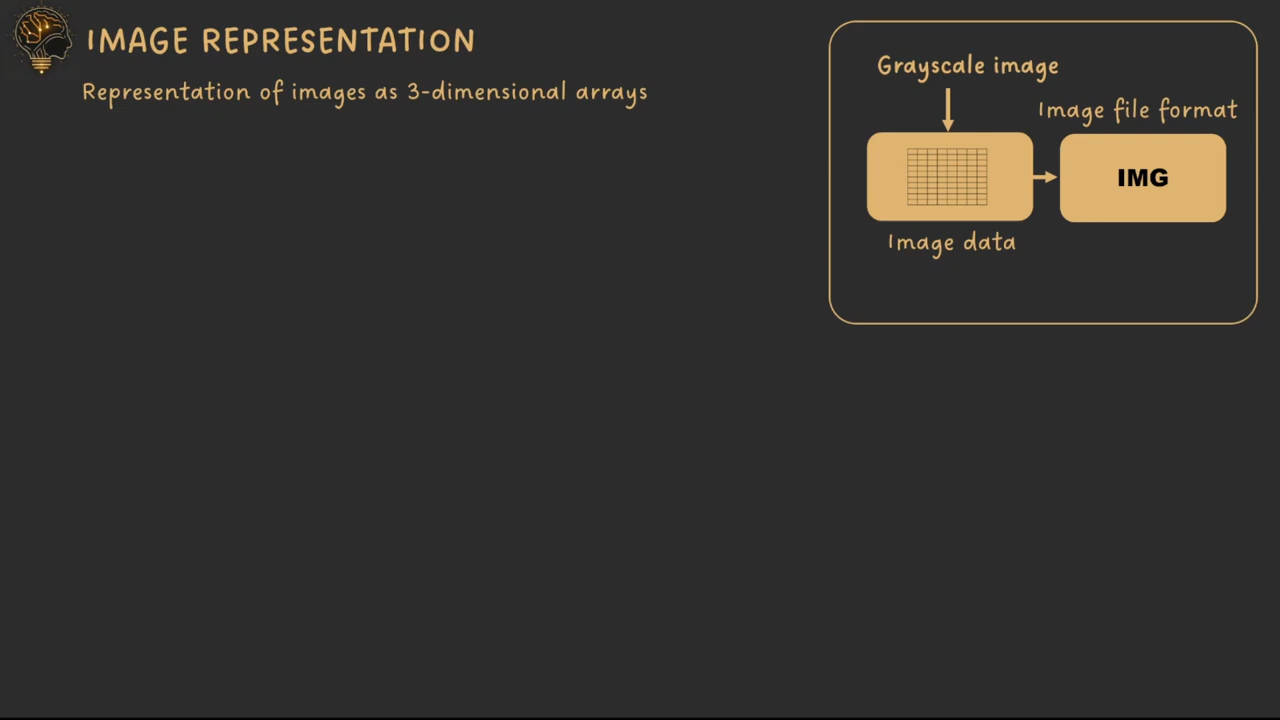 IMAGE REPRESENTATION
Representation of images as 3-dimensional arrays
Grayscale image
Image file format
IMG
Image data